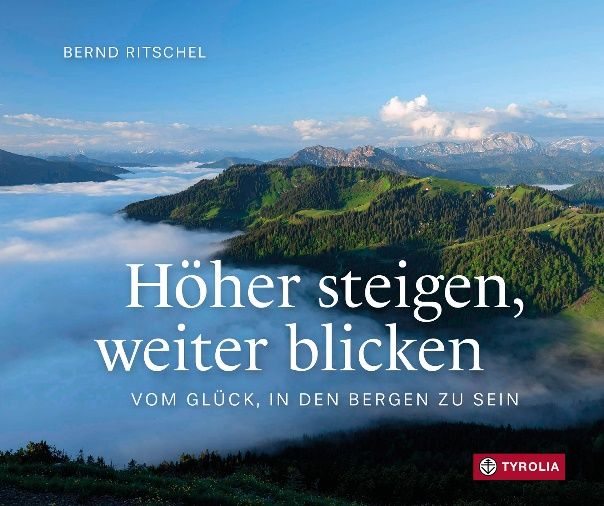 BERND RITSCHEL
Höher steigen,
weiter blicken
VOM GLÜCK, IN DEN BERGEN ZU SEIN
TYROLIA